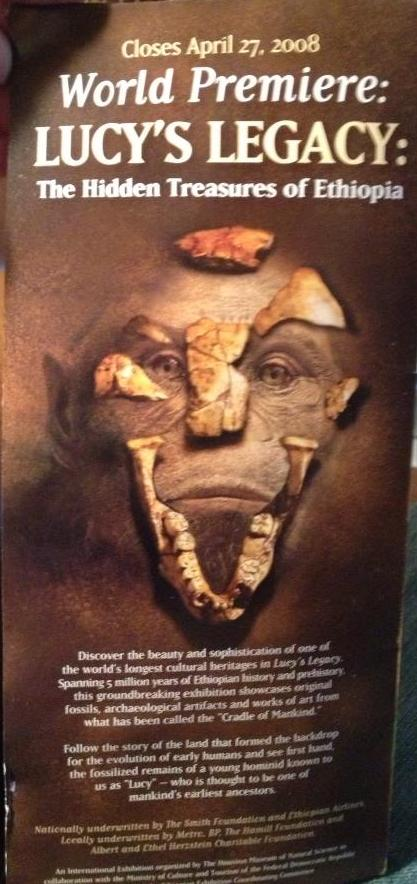 Closes April 27, 2008
World Premiere:
LUCY'S LEGACY:
The Hidden Treasures of Ethiopia
Discover the beauty and sophistication of one of
the world's longest cultural heritages in Lucy's Legacy.
Spanning 5 million years of Ethiopian history and prehistory,
this groundbreaking exhibition showcases original
fossils, archaeological artifacts and works of art from
what has been called the "Cradle of Mankind."
Follow the story of the land that formed the backdrop
for the evolution of early humans and see first hand,
the fossilized remains of a young hominid known to
us as "Lucy" — who is thought to be one of
mankind's earliest ancestors.
Nationally underwritten by The Smith Foundation and Ethiopian Airlines.
Locally underwritten by Metro, BP, The Hamill Foundation and
Albert and Ethel Herzstein Charitable Foundation.
An International Exhibition organized by The Houston Museum of Natural Science in
collaboration with the Ministry of Culture and Tourism of the Federal Democratic Republic
Exhibition Coordinating Committee